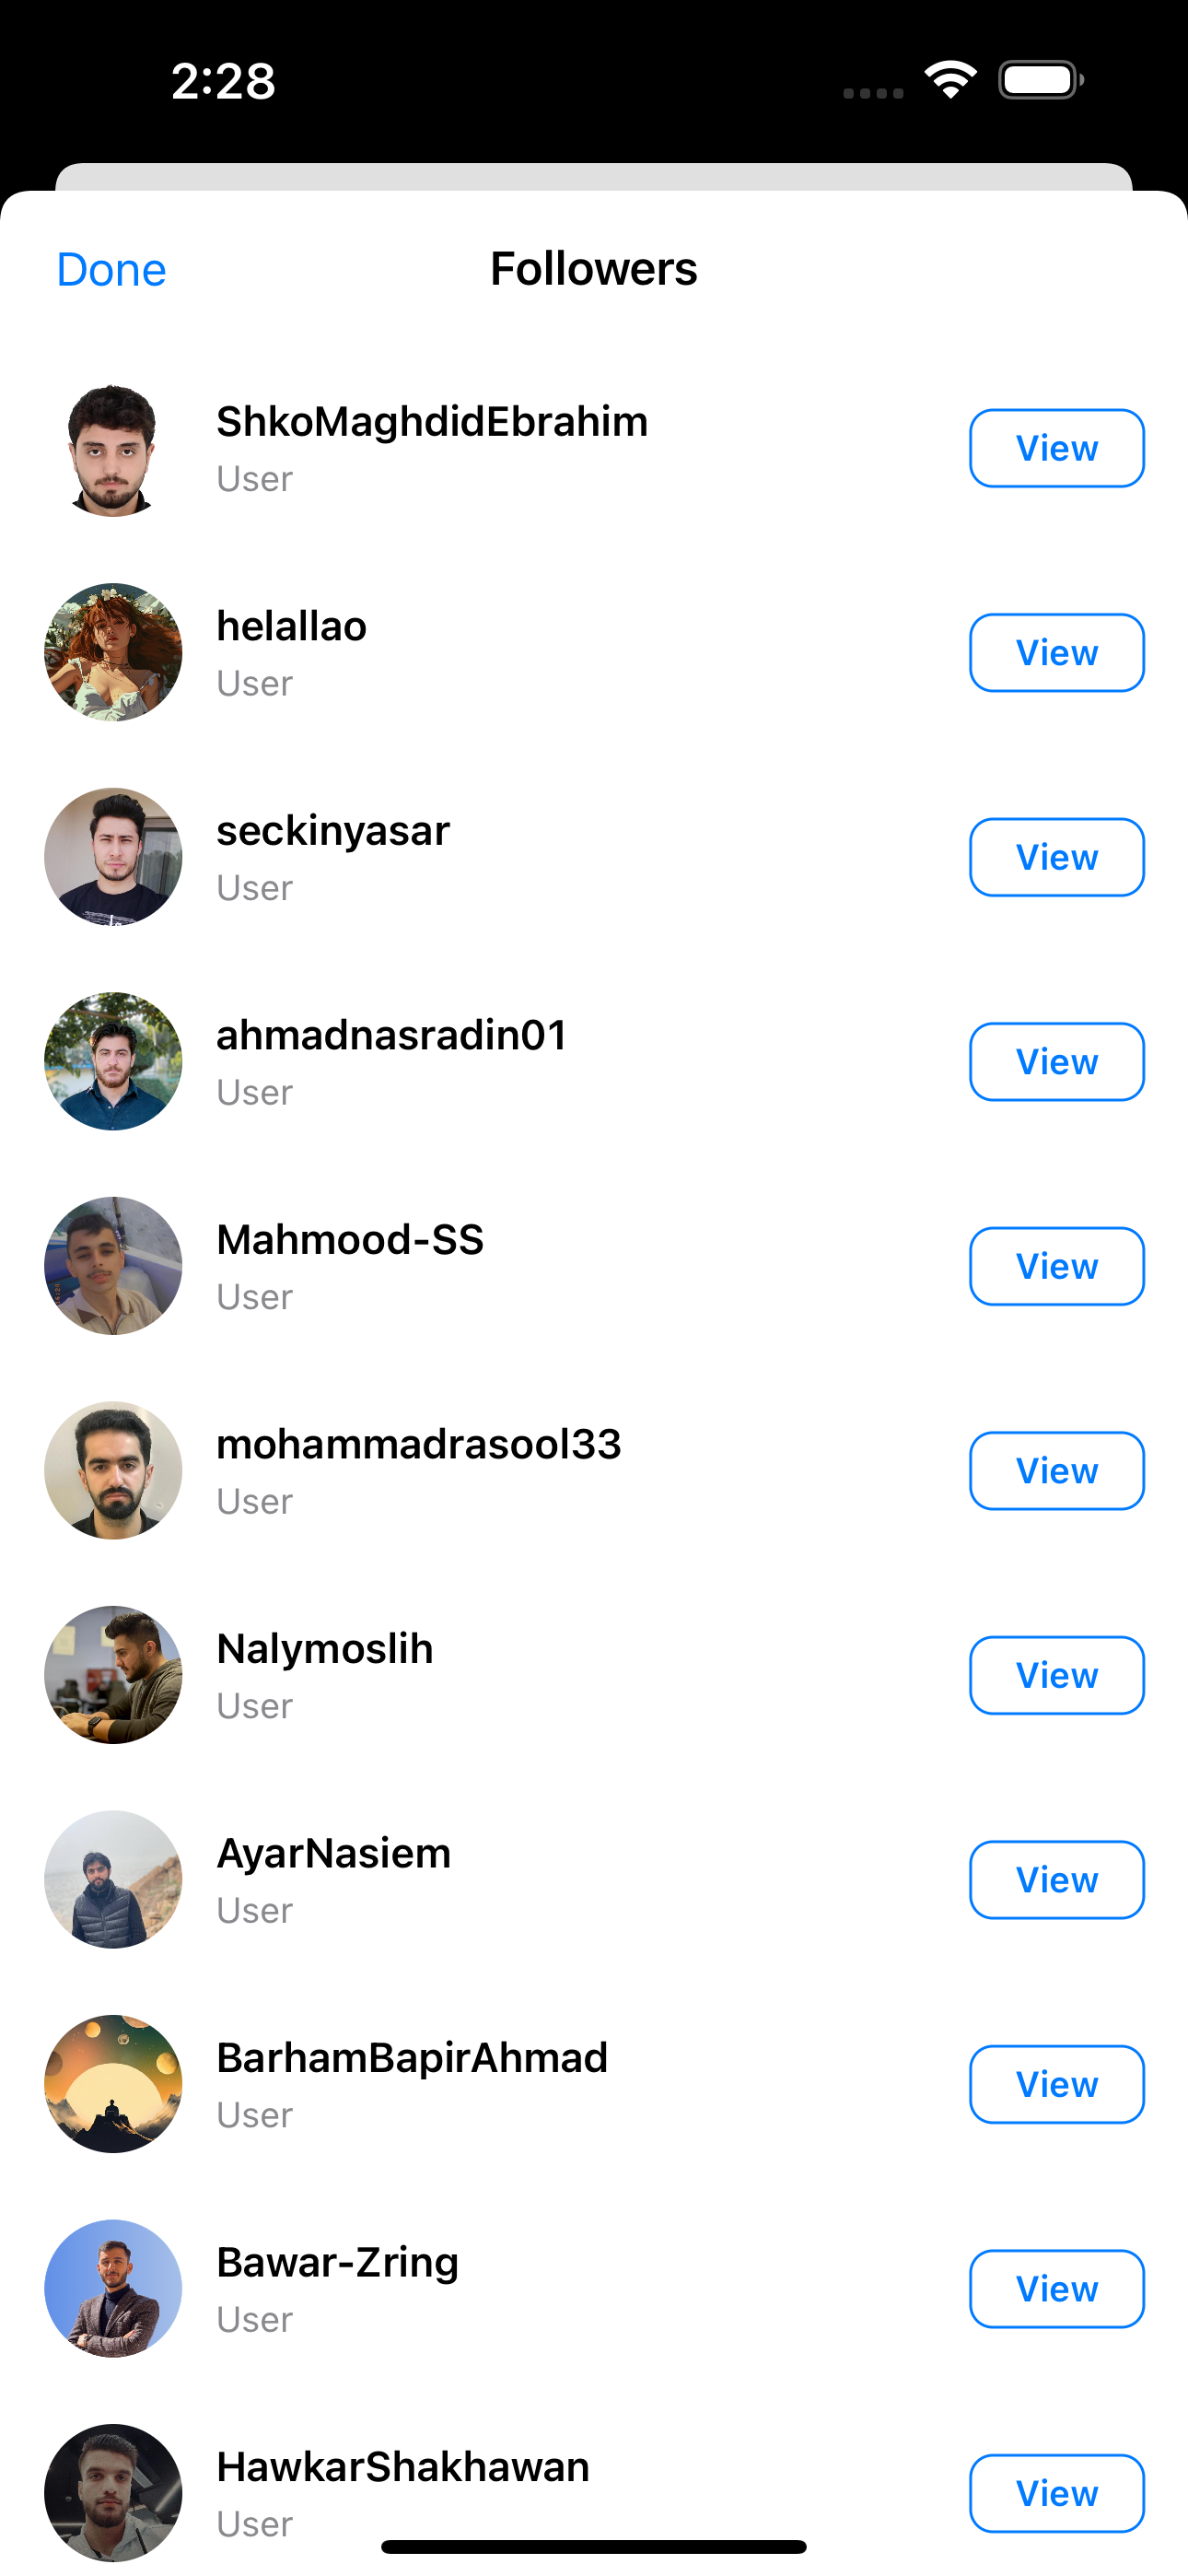 2:28
Done Followers
ShkoMaghdidEbrahim
User
View
helallao
User
View
seckinyasar
User
View
ahmadnasradin01
User
View
Mahmood-SS
User
View
mohammadrasool33
User
View
Nalymoslih
User
View
AyarNasiem
User
View
BarhamBapirAhmad
User
View
Bawar-Zring
User
View
HawkarShakhawan
User
View